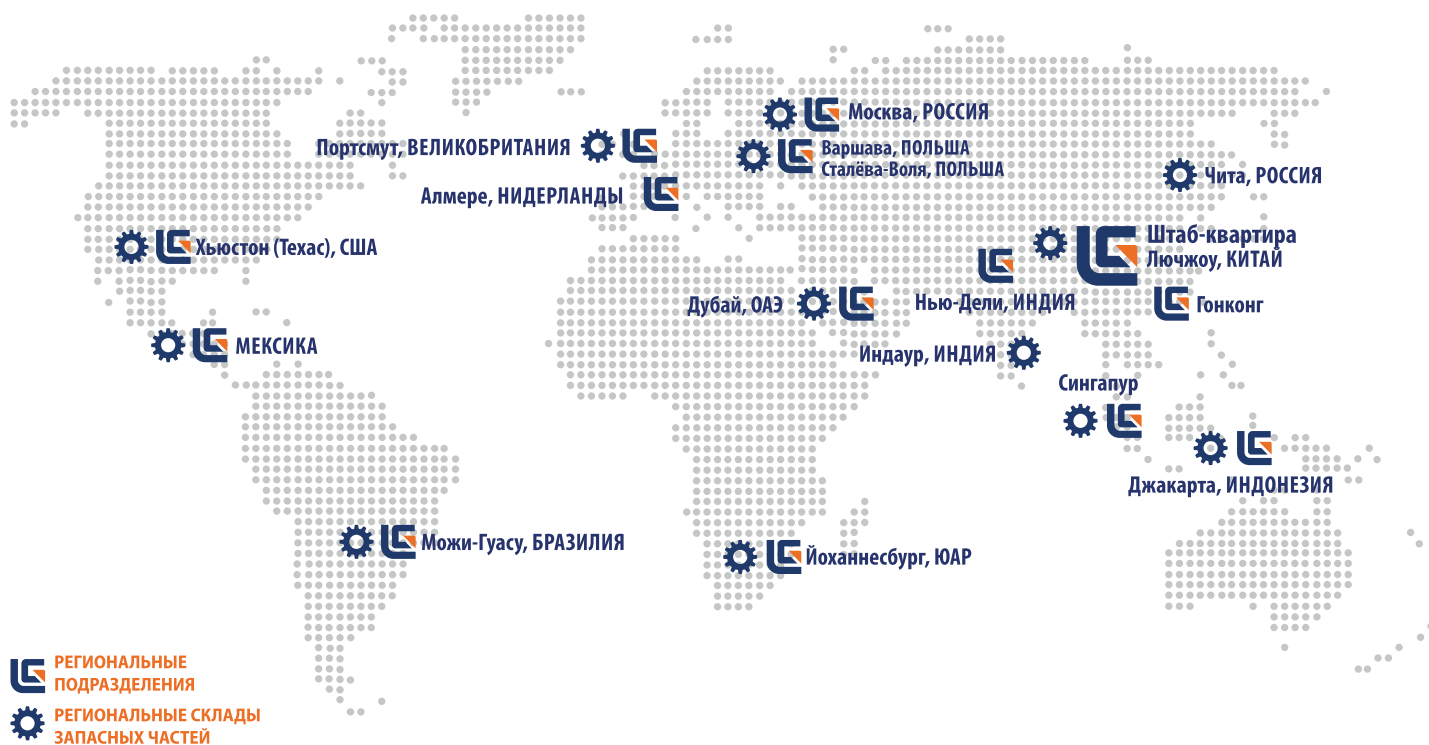 Москва, РОССИЯ
Портсмут, ВЕЛИКОБРИТАНИЯ
Варшава, ПОЛЬША
Сталёва-Воля, ПОЛЬША
Чита, РОССИЯ
Алмере, НИДЕРЛАНДЫ
Хьюстон (Техас), США
Штаб-квартира
Лючжоу, КИТАЙ
Дубай, ОАЭ
Нью-Дели, ИНДИЯ
Гонконг
МЕКСИКА
Индаур, ИНДИЯ
Сингапур
Джакарта, ИНДОНЕЗИЯ
Можи-Гуасу, БРАЗИЛИЯ
Йоханнесбург, ЮАР
РЕГИОНАЛЬНЫЕ
ПОДРАЗДЕЛЕНИЯ
РЕГИОНАЛЬНЫЕ СКЛАДЫ
ЗАПАСНЫХ ЧАСТЕЙ